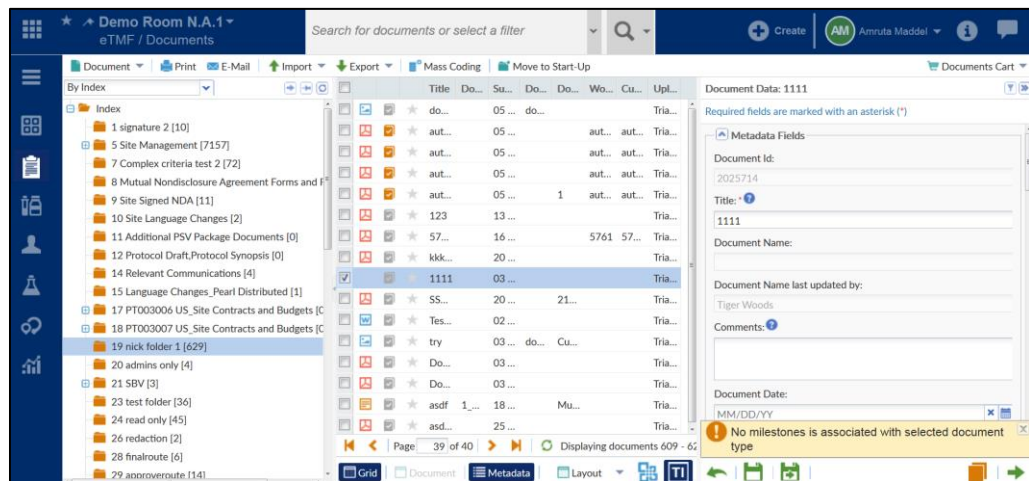 Demo Room N.A.1
eTMF / Documents
Search for documents or select a filter
Create
AM
Amruta Maddel
Document
Print
E-Mail
Import
Export
Mass Coding
Move to Start-Up
Documents Cart
By Index
Index
1 signature 2 [10]
5 Site Management [7157]
7 Complex criteria test 2 [72]
8 Mutual Nondisclosure Agreement Forms and F
9 Site Signed NDA [11]
10 Site Language Changes [2]
11 Additional PSV Package Documents [0]
12 Protocol Draft,Protocol Synopsis [0]
14 Relevant Communications [4]
15 Language Changes_Pearl Distributed [1]
17 PT003006 US_Site Contracts and Budgets [0
18 PT003007 US_Site Contracts and Budgets [0
19 nick folder 1 [629]
20 admins only [4]
21 SBV [3]
23 test folder [36]
24 read only [45]
26 redaction [2]
28 finalroute [6]
29 approveroute [14]
Title Do... Su... Do... Do... Wo... Cu... Upl...
do... 05 ... do... Tria...
aut... 05 ... aut... aut... Tria...
aut... 05 ... aut... aut... Tria...
aut... 05 ... aut... aut... Tria...
aut... 05 ... 1 aut... aut... Tria...
123 13 ... Tria...
57... 16 ... 5761 57... Tria...
kkk... 20 ... Tria...
1111 03 ... Tria...
SS... 20 ... 21... Tria...
Tes... 02 ... Tria...
try 03 ... do... Cu... Tria...
Do... 03 ... Tria...
Do... 03 ... Tria...
asdf 1_... 18 ... Mu... Tria...
asd... 25 ... Tria...
Page 39 of 40 Displaying documents 609 - 62
Grid
Document
Metadata
Layout
TI
Document Data: 1111
Required fields are marked with an asterisk (*)
Metadata Fields
Document Id:
2025714
Title: *
1111
Document Name:
Document Name last updated by:
Tiger Woods
Comments:
Document Date:
MM/DD/YY
No milestones is associated with selected document
type